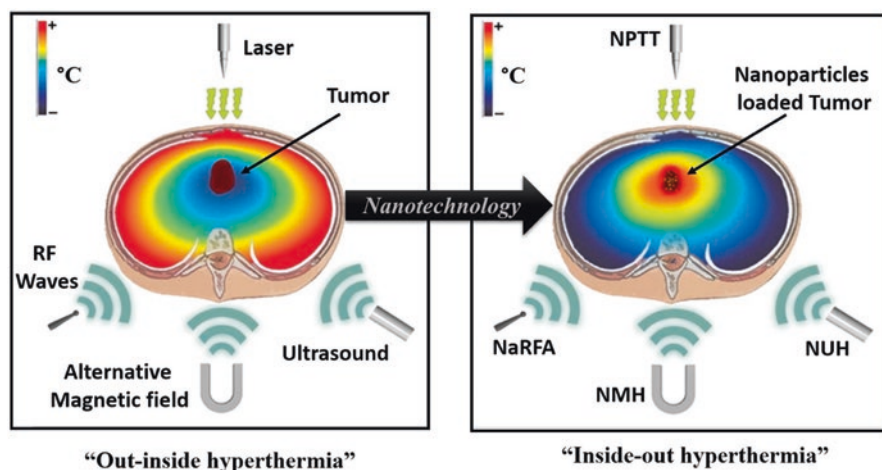 +
°C
−
Laser
Tumor
RF
Waves
Alternative
Magnetic field
Ultrasound
"Out-inside hyperthermia"
Nanotechnology
+
°C
−
NPTT
Nanoparticles
loaded Tumor
NaRFA
NMH
NUH
"Inside-out hyperthermia"